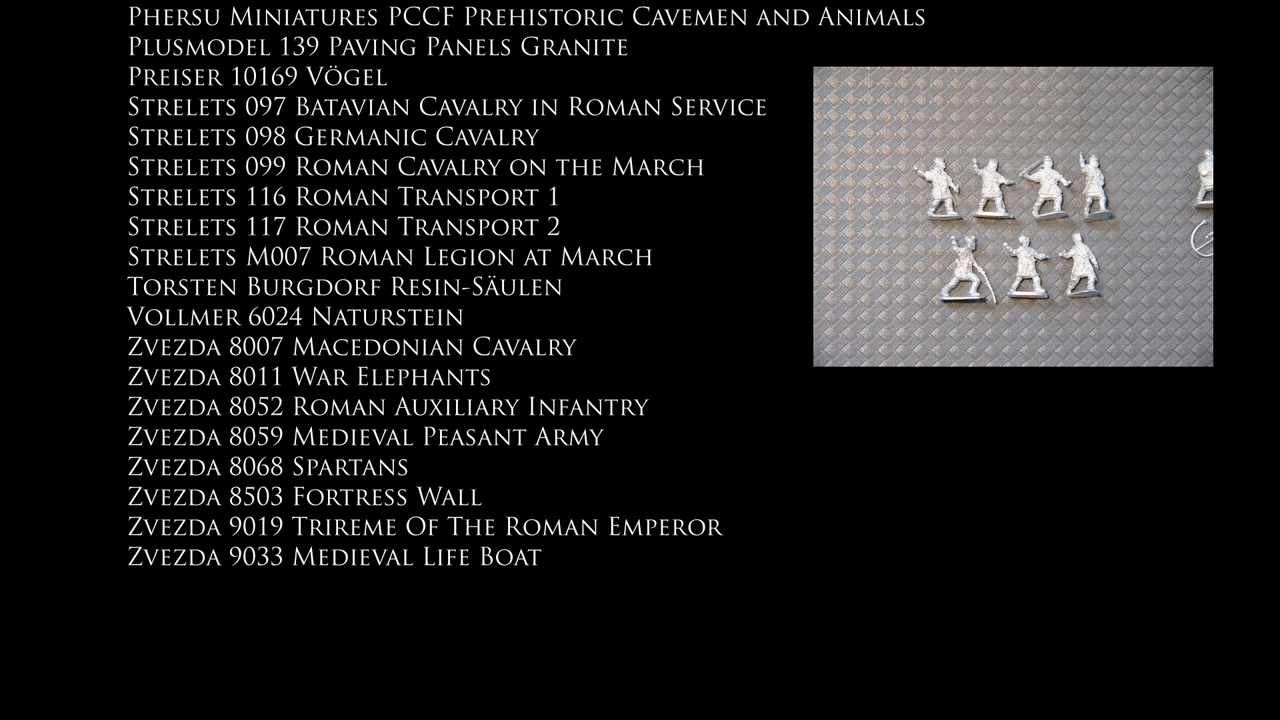 Phersu Miniatures PCCF Prehistoric Cavemen and Animals
Plusmodel 139 Paving Panels Granite
Preiser 10169 Vögel
Strelets 097 Batavian Cavalry in Roman Service
Strelets 098 Germanic Cavalry
Strelets 099 Roman Cavalry on the March
Strelets 116 Roman Transport 1
Strelets 117 Roman Transport 2
Strelets M007 Roman Legion at March
Torsten Burgdorf Resin-Säulen
Vollmer 6024 Naturstein
Zvezda 8007 Macedonian Cavalry
Zvezda 8011 War Elephants
Zvezda 8052 Roman Auxiliary Infantry
Zvezda 8059 Medieval Peasant Army
Zvezda 8068 Spartans
Zvezda 8503 Fortress Wall
Zvezda 9019 Trireme Of The Roman Emperor
Zvezda 9033 Medieval Life Boat